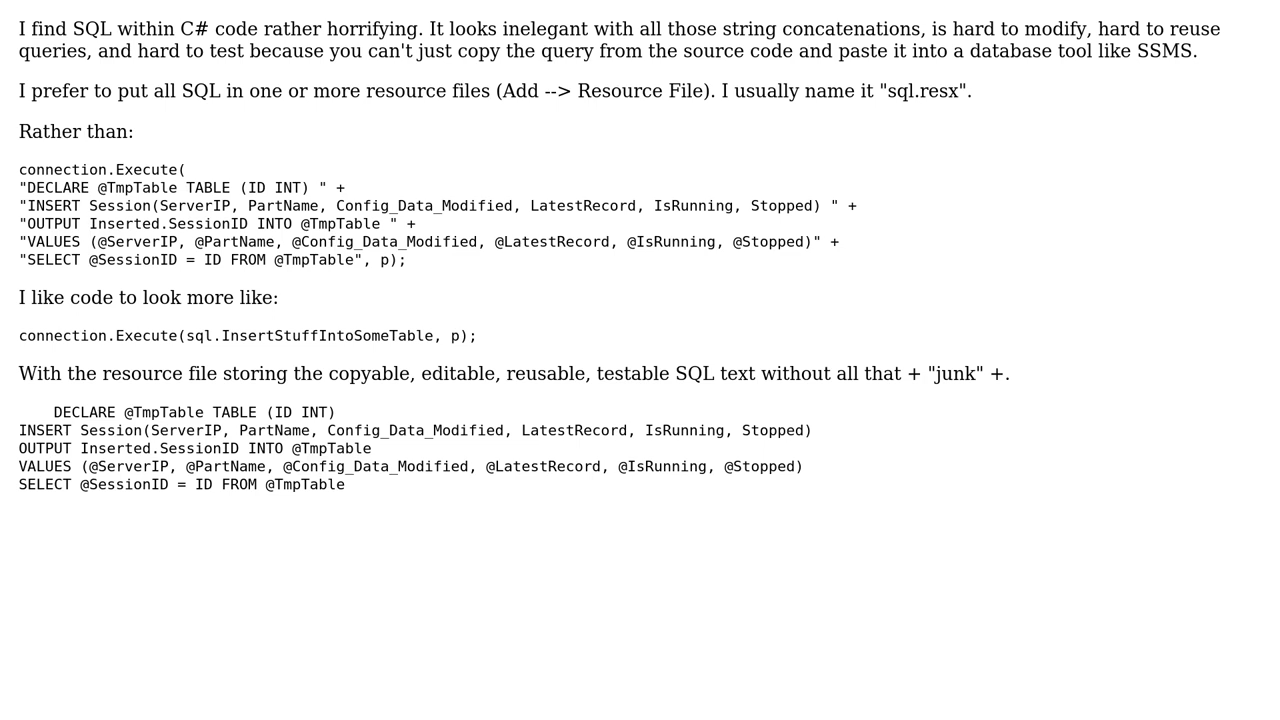 I find SQL within C# code rather horrifying. It looks inelegant with all those string concatenations, is hard to modify, hard to reuse
queries, and hard to test because you can't just copy the query from the source code and paste it into a database tool like SSMS.
I prefer to put all SQL in one or more resource files (Add --> Resource File). I usually name it "sql.resx".
Rather than:
connection.Execute(
"DECLARE @TmpTable TABLE (ID INT) " +
"INSERT Session(ServerIP, PartName, Config_Data_Modified, LatestRecord, IsRunning, Stopped) " +
"OUTPUT Inserted.SessionID INTO @TmpTable " +
"VALUES (@ServerIP, @PartName, @Config_Data_Modified, @LatestRecord, @IsRunning, @Stopped)" +
"SELECT @SessionID = ID FROM @TmpTable", p);
I like code to look more like:
connection.Execute(sql.InsertStuffIntoSomeTable, p);
With the resource file storing the copyable, editable, reusable, testable SQL text without all that + "junk" +.
    DECLARE @TmpTable TABLE (ID INT)
INSERT Session(ServerIP, PartName, Config_Data_Modified, LatestRecord, IsRunning, Stopped)
OUTPUT Inserted.SessionID INTO @TmpTable
VALUES (@ServerIP, @PartName, @Config_Data_Modified, @LatestRecord, @IsRunning, @Stopped)
SELECT @SessionID = ID FROM @TmpTable